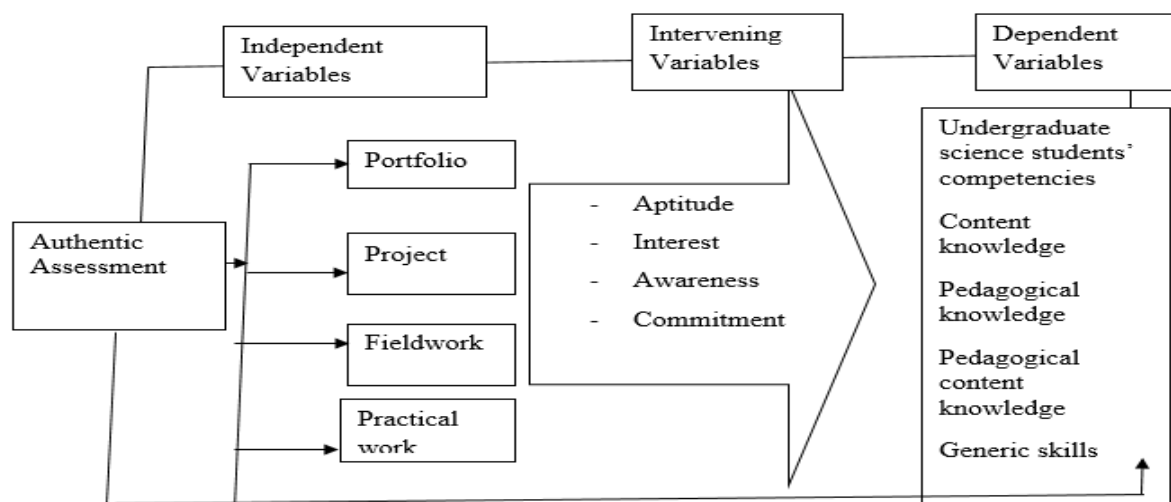 Independent
Variables
Intervening
Variables
Dependent
Variables
Authentic
Assessment
Portfolio
Project
Fieldwork
Practical
work
- Aptitude
- Interest
- Awareness
- Commitment
Undergraduate
science students’
competencies
Content
knowledge
Pedagogical
knowledge
Pedagogical
content
knowledge
Generic skills